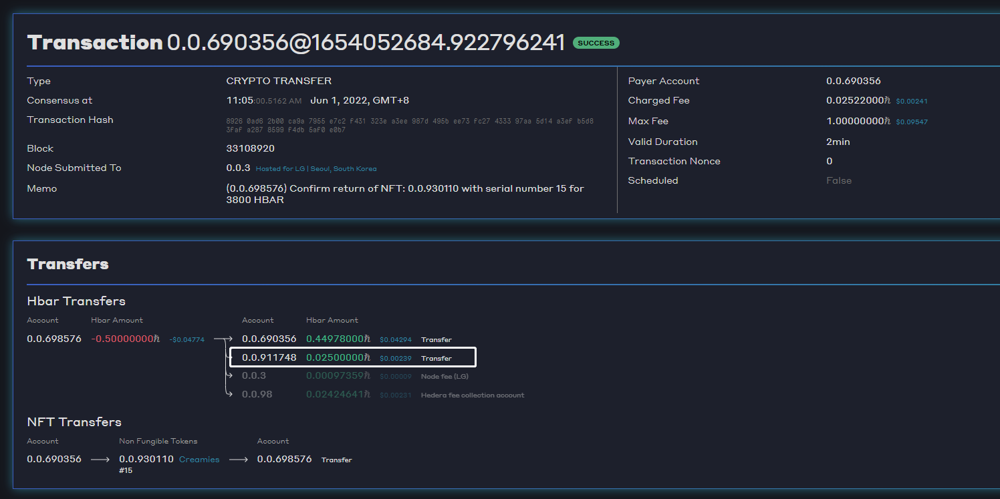 Transaction 0.0.690356@1654052684.922796241 SUCCESS
Type CRYPTO TRANSFER
Consensus at 11:05:00.5162 AM Jun 1, 2022, GMT+8
Transaction Hash 8926 0ad6 2b00 ca9a 7955 e7c2 f431 323e a3ee 987d 495b ee73 fc27 4333 97aa 5d14 a3ef b5d8
3faf a287 8699 f4db 5af0 e0b7
Block 33108920
Node Submitted To 0.0.3 Hosted for LG | Seoul, South Korea
Memo (0.0.698576) Confirm return of NFT: 0.0.930110 with serial number 15 for
3800 HBAR
Payer Account 0.0.690356
Charged Fee 0.02522000ℏ $0.00241
Max Fee 1.00000000ℏ $0.09547
Valid Duration 2min
Transaction Nonce 0
Scheduled False
Transfers
Hbar Transfers
Account Hbar Amount Account Hbar Amount
0.0.698576 -0.50000000ℏ -$0.04774 0.0.690356 0.44978000ℏ $0.04294 Transfer
0.0.911748 0.02500000ℏ $0.00239 Transfer
0.0.3 0.00097359ℏ $0.00009 Node fee (LG)
0.0.98 0.02424641ℏ $0.00231 Hedera fee collection account
NFT Transfers
Account Non Fungible Tokens Account
0.0.690356 0.0.930110 Creamies 0.0.698576 Transfer
#15